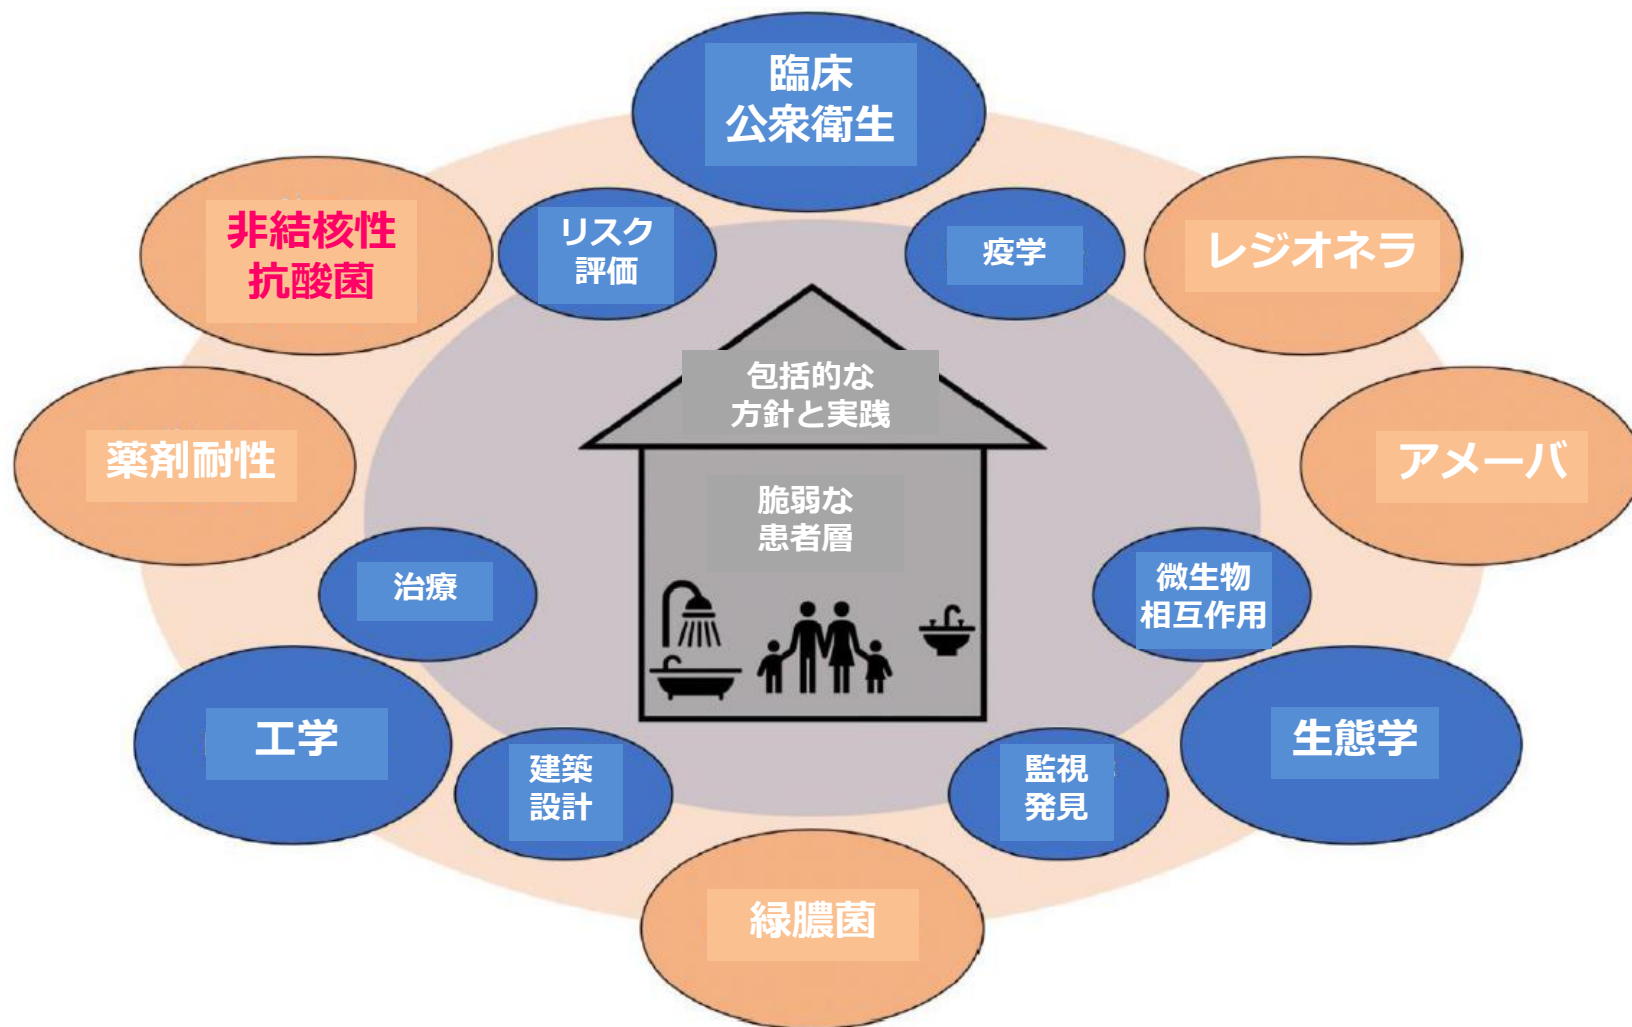 臨床
公衆衛生
非結核性
抗酸菌
リスク
評価
疫学
レジオネラ
包括的な
方針と実践
薬剤耐性
アメーバ
脆弱な
患者層
治療
微生物
相互作用
工学
生態学
建築
設計
監視
発見
緑膿菌